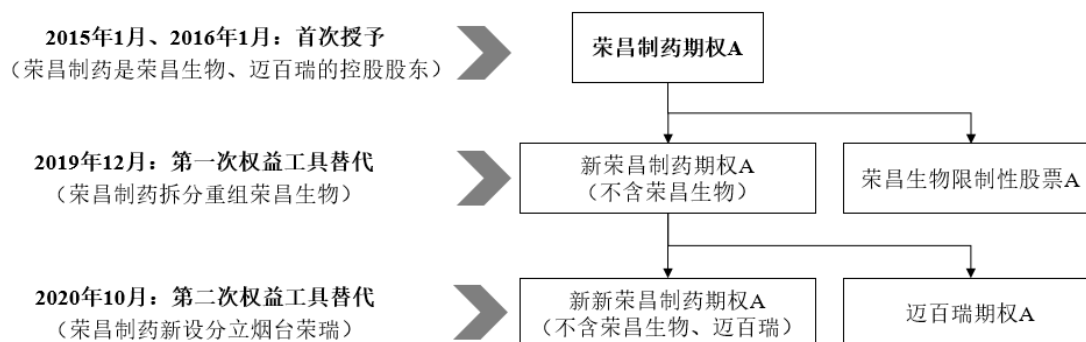 2015年1月、2016年1月：首次授予
（荣昌制药是荣昌生物、迈百瑞的控股股东）
荣昌制药期权A
2019年12月：第一次权益工具替代
（荣昌制药拆分重组荣昌生物）
新荣昌制药期权A
（不含荣昌生物）
荣昌生物限制性股票A
2020年10月：第二次权益工具替代
（荣昌制药新设分立烟台荣瑞）
新新荣昌制药期权A
（不含荣昌生物、迈百瑞）
迈百瑞期权A